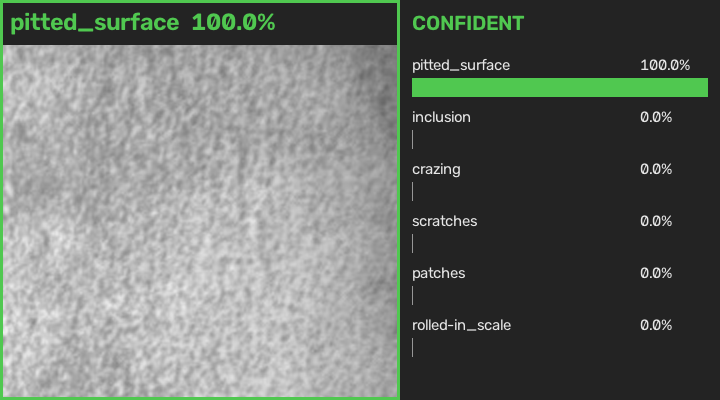 pitted_surface 100.0%
CONFIDENT
pitted_surface 100.0%
inclusion 0.0%
crazing 0.0%
scratches 0.0%
patches 0.0%
rolled-in_scale 0.0%